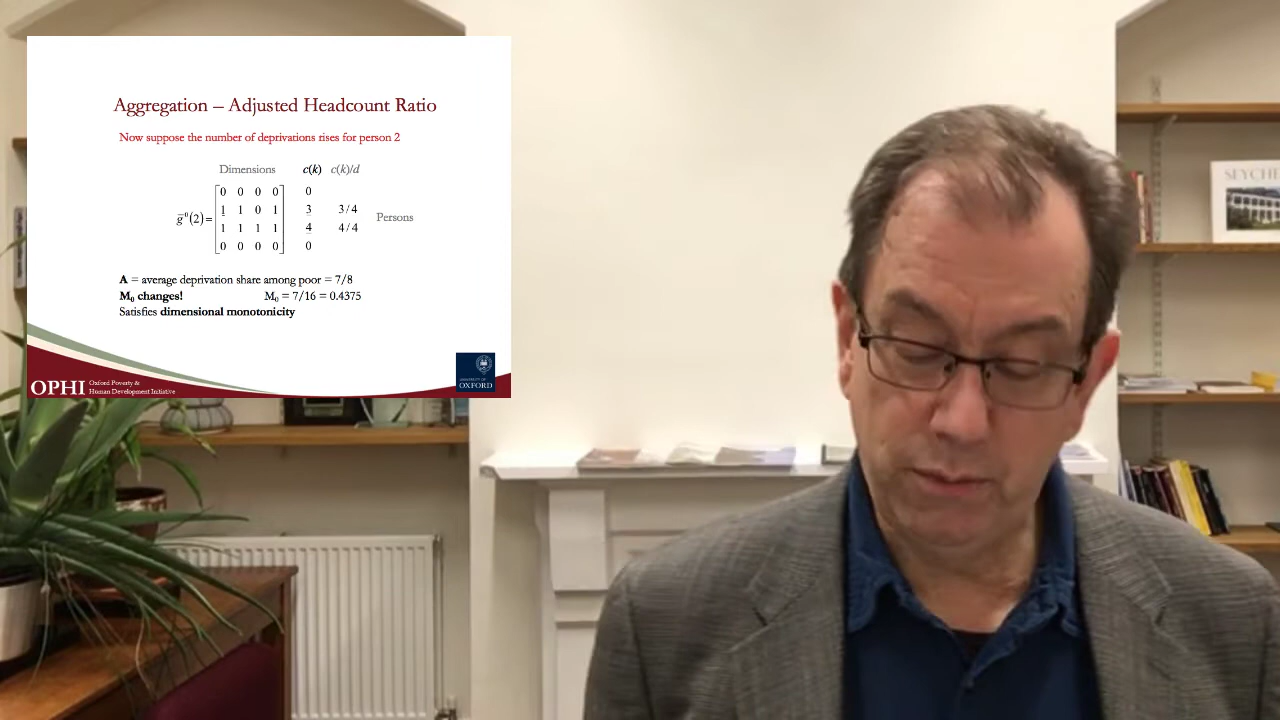 Aggregation – Adjusted Headcount Ratio
Now suppose the number of deprivations rises for person 2
Dimensions c(k) c(k)/d
0 0 0 0 0
1 1 0 1 3 3/4
g̅⁰(2)= Persons
1 1 1 1 4 4/4
0 0 0 0 0
A = average deprivation share among poor = 7/8
M₀ changes! M₀ = 7/16 = 0.4375
Satisfies dimensional monotonicity
OPHI Oxford Poverty &
Human Development Initiative
UNIVERSITY OF
OXFORD
SEYCHE